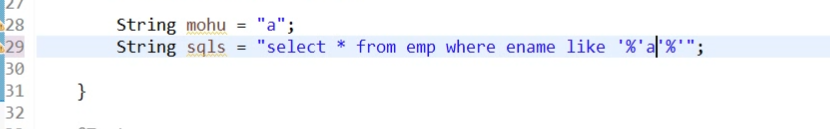 27
28 String mohu = "a";
29 String sqls = "select * from emp where ename like '%'a'%'";
30
31 }
32